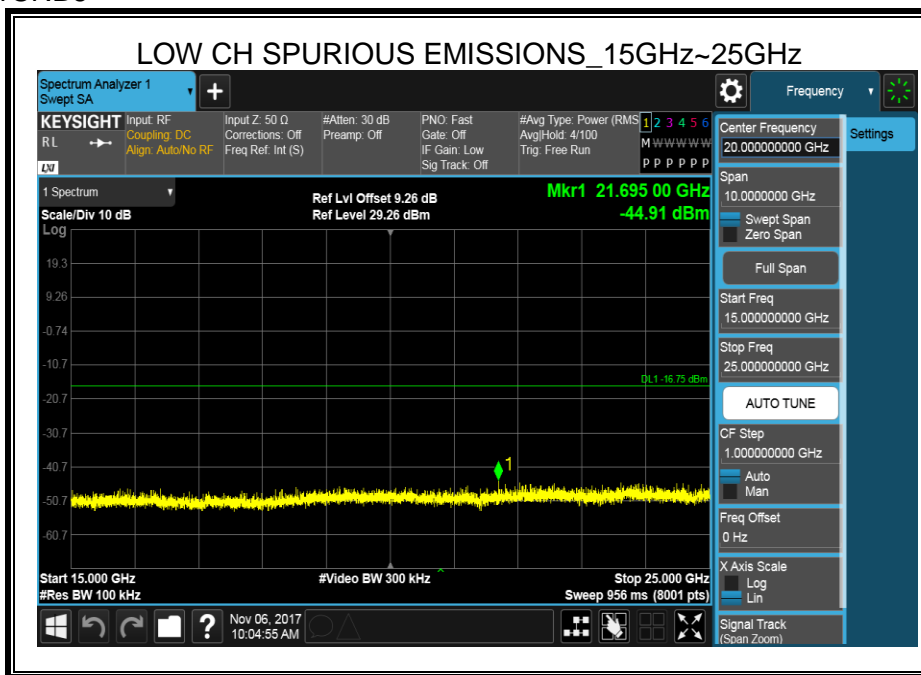 LOW CH SPURIOUS EMISSIONS_15GHz~25GHz
Spectrum Analyzer 1
Swept SA
Frequency
KEYSIGHT
RL
LXI
Input: RF
Coupling: DC
Align: Auto/No RF
Input Z: 50 Ω
Corrections: Off
Freq Ref: Int (S)
#Atten: 30 dB
Preamp: Off
PNO: Fast
Gate: Off
IF Gain: Low
Sig Track: Off
#Avg Type: Power (RMS
Avg|Hold: 4/100
Trig: Free Run
1 2 3 4 5 6
M W W W W W
P P P P P P
1 Spectrum
Scale/Div 10 dB
Log
Ref Lvl Offset 9.26 dB
Ref Level 29.26 dBm
Mkr1 21.695 00 GHz
-44.91 dBm
19.3
9.26
-0.74
-10.7
DL1 -16.75 dBm
-20.7
-30.7
-40.7
1
-50.7
-60.7
Start 15.000 GHz
#Res BW 100 kHz
#Video BW 300 kHz
Stop 25.000 GHz
Sweep 956 ms (8001 pts)
?
Nov 06, 2017
10:04:55 AM
Center Frequency
20.000000000 GHz
Settings
Span
10.0000000 GHz
Swept Span
Zero Span
Full Span
Start Freq
15.000000000 GHz
Stop Freq
25.000000000 GHz
AUTO TUNE
CF Step
1.000000000 GHz
Auto
Man
Freq Offset
0 Hz
X Axis Scale
Log
Lin
Signal Track
(Span Zoom)